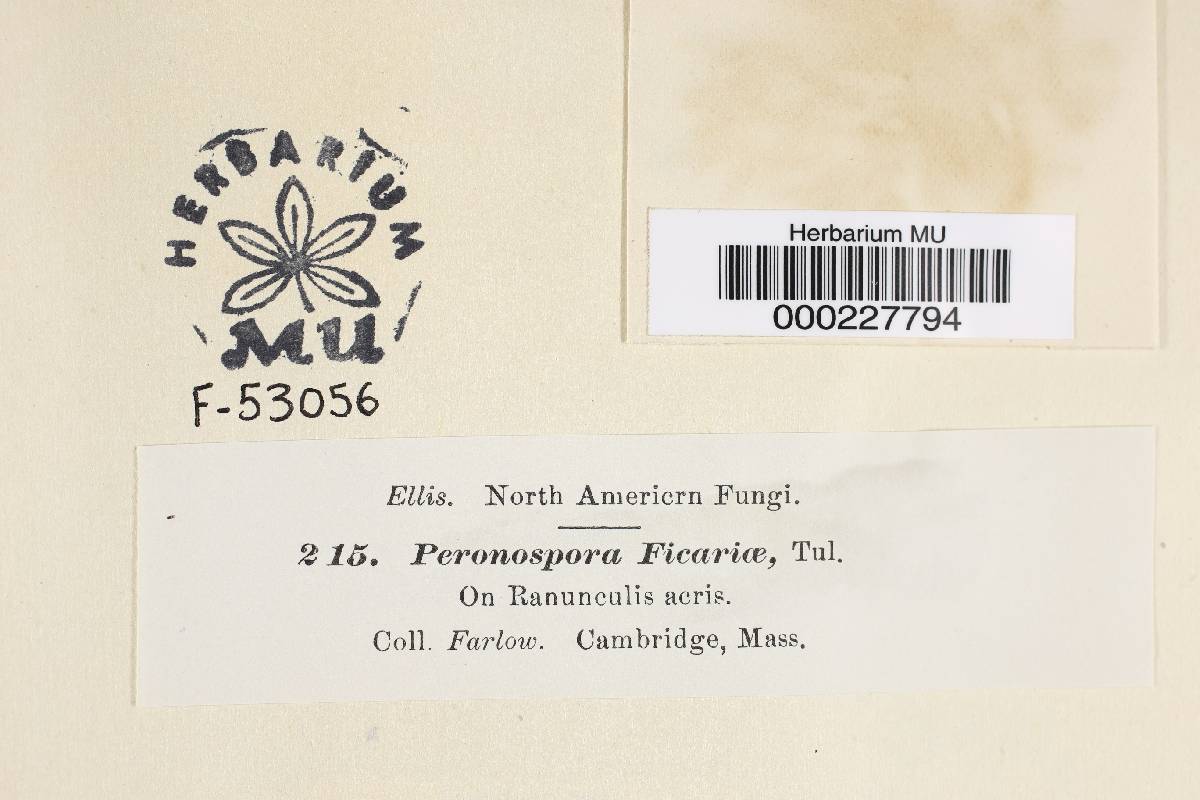 HERBARIUM
MU
F-53056
Herbarium MU
000227794
Ellis. North Americrn Fungi.
215. Peronospora Ficariæ, Tul.
On Ranunculis acris.
Coll. Farlow. Cambridge, Mass.